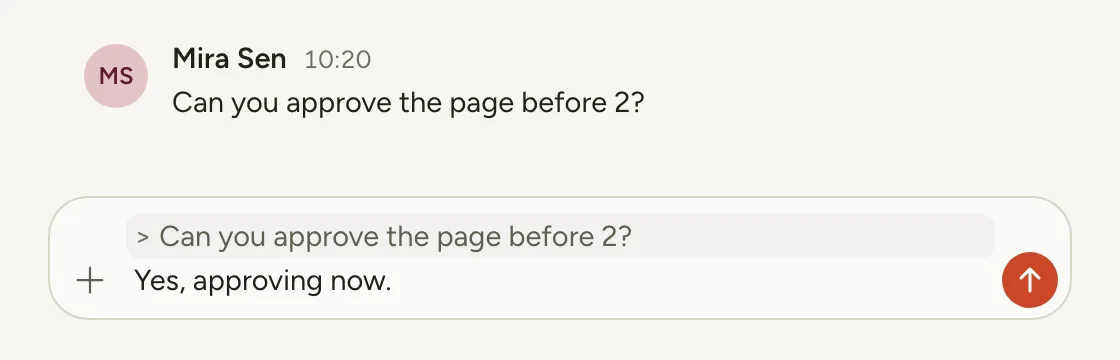 MS
Mira Sen 10:20
Can you approve the page before 2?
> Can you approve the page before 2?
Yes, approving now.